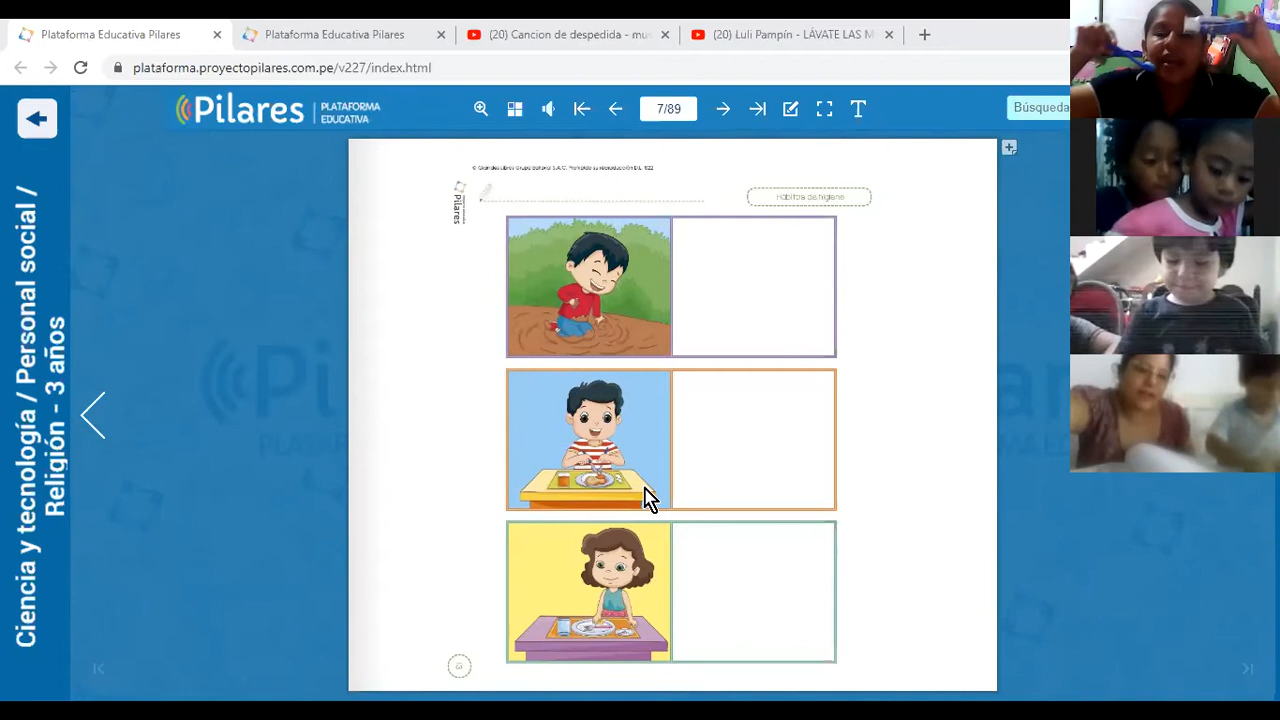 Plataforma Educativa Pilares
Plataforma Educativa Pilares
(20) Cancion de despedida - mu
(20) Luli Pampín - LÁVATE LAS M
plataforma.proyectopilares.com.pe/v227/index.html
Pilares
PLATAFORMA
EDUCATIVA
7/89
T
Búsqueda
Ciencia y tecnología / Personal social /
Religión - 3 años
Pilares
Hábitos de higiene